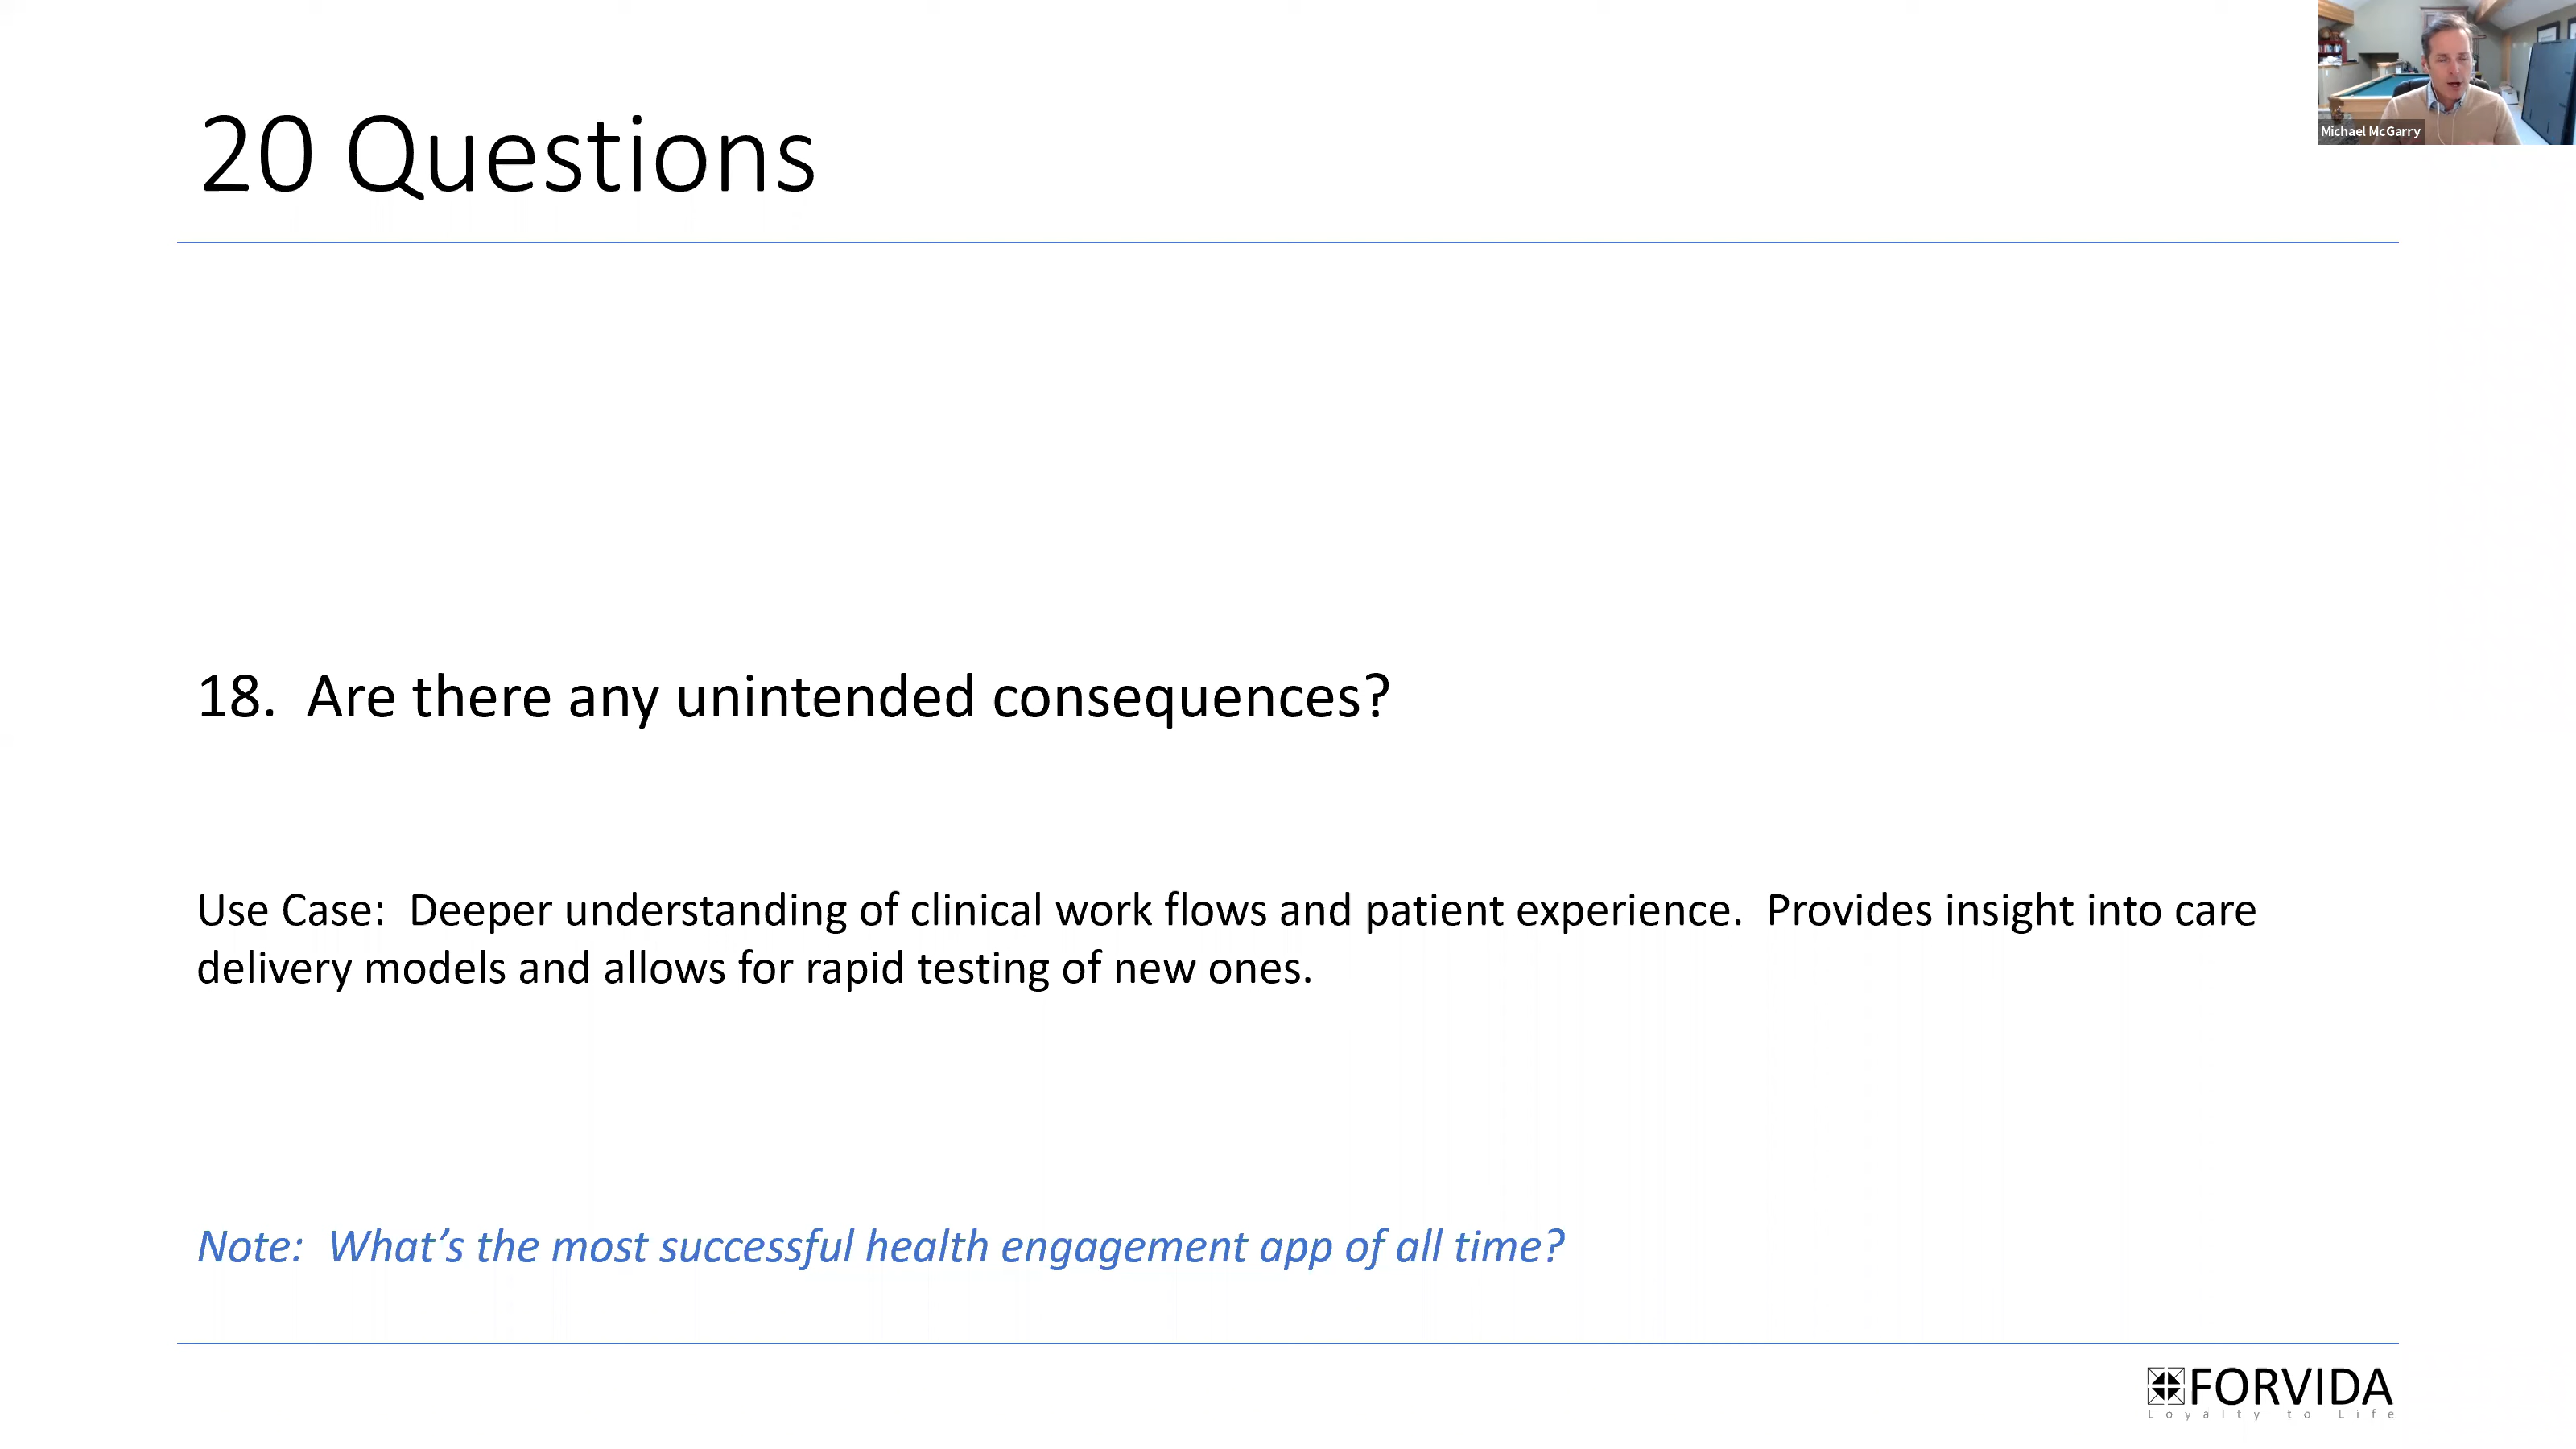 20 Questions
Michael McGarry
18.  Are there any unintended consequences?
Use Case:  Deeper understanding of clinical work flows and patient experience.  Provides insight into care
delivery models and allows for rapid testing of new ones.
Note:  What’s the most successful health engagement app of all time?
FORVIDA
Loyalty to Life